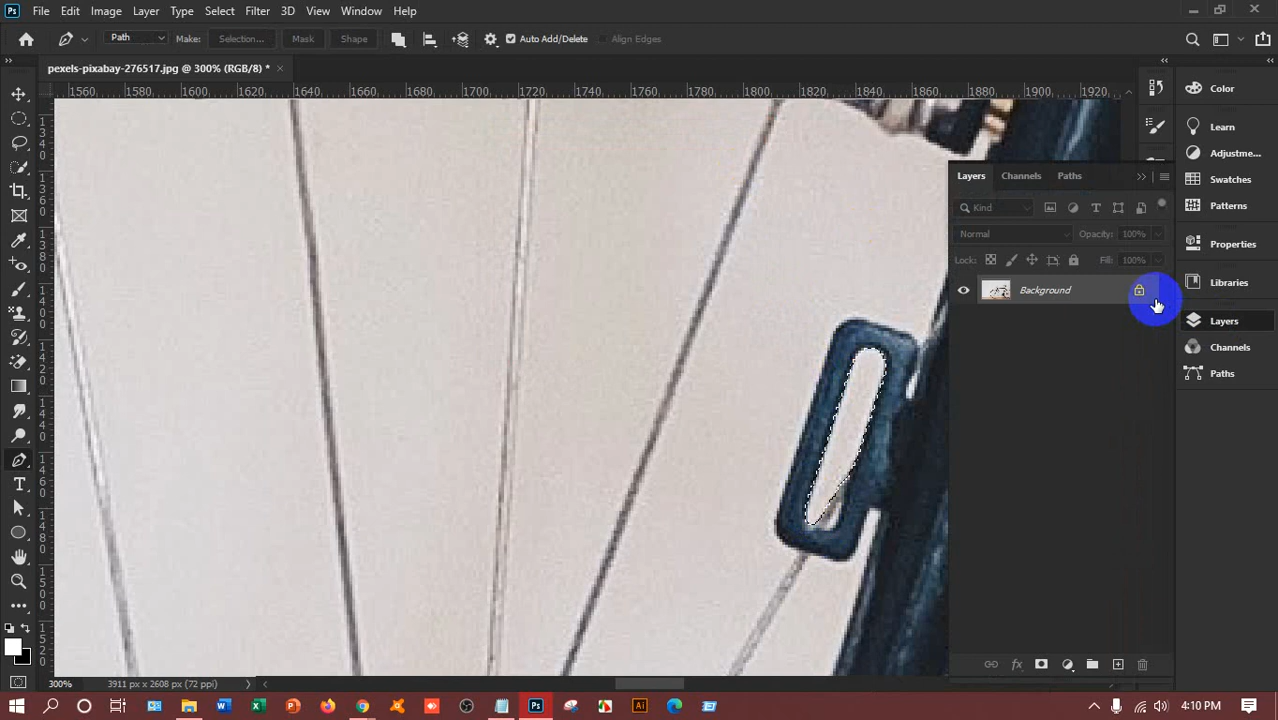 Ps File Edit Image Layer Type Select Filter 3D View Window Help
Path Make: Selection... Mask Shape Auto Add/Delete Align Edges
pexels-pixabay-276517.jpg @ 300% (RGB/8) *
1560 1580 1600 1620 1640 1660 1680 1700 1720 1740 1760 1780 1800 1820 1840 1860 1880 1900 1920
Color
Learn
Adjustme...
Swatches
Patterns
Properties
Libraries
Layers
Channels
Paths
Layers Channels Paths
Kind
Normal Opacity: 100%
Lock: Fill: 100%
Background
fx
300% 3911 px x 2608 px (72 ppi)
Ps Ai 4:10 PM